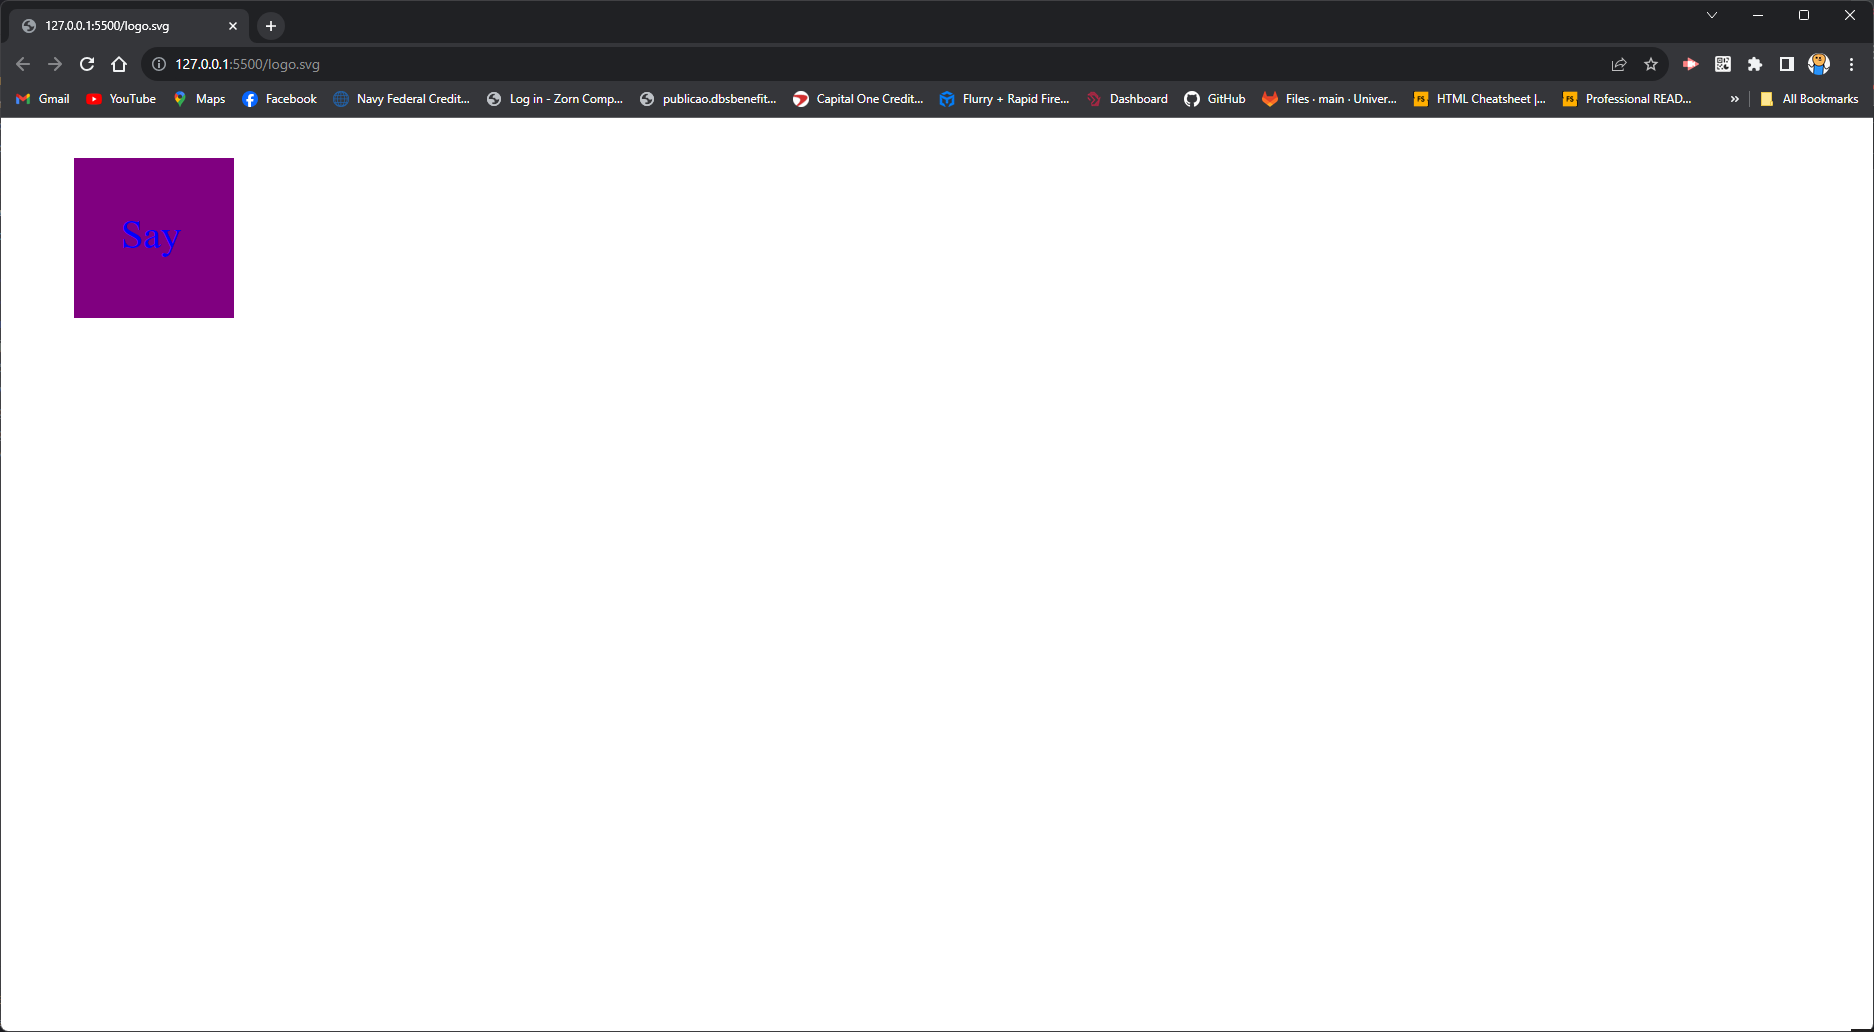 127.0.0.1:5500/logo.svg
127.0.0.1:5500/logo.svg
Gmail YouTube Maps Facebook Navy Federal Credit... Log in - Zorn Comp... publicao.dbsbenefit... Capital One Credit... Flurry + Rapid Fire... Dashboard GitHub Files · main · Univer... FS HTML Cheatsheet |... FS Professional READ... » All Bookmarks
Say